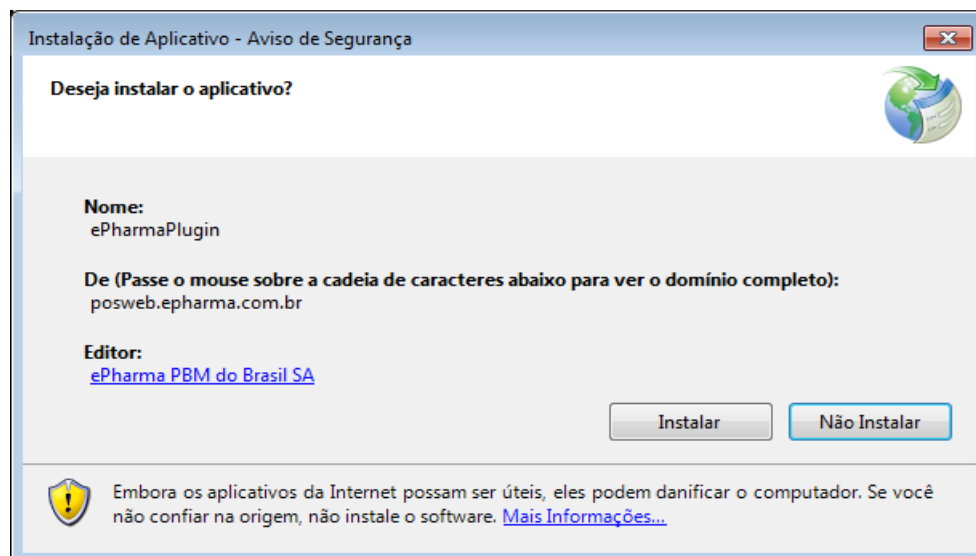 Instalação de Aplicativo - Aviso de Segurança
Deseja instalar o aplicativo?
Nome:
ePharmaPlugin
De (Passe o mouse sobre a cadeia de caracteres abaixo para ver o domínio completo):
posweb.epharma.com.br
Editor:
ePharma PBM do Brasil SA
Instalar
Não Instalar
Embora os aplicativos da Internet possam ser úteis, eles podem danificar o computador. Se você
não confiar na origem, não instale o software. Mais Informações...